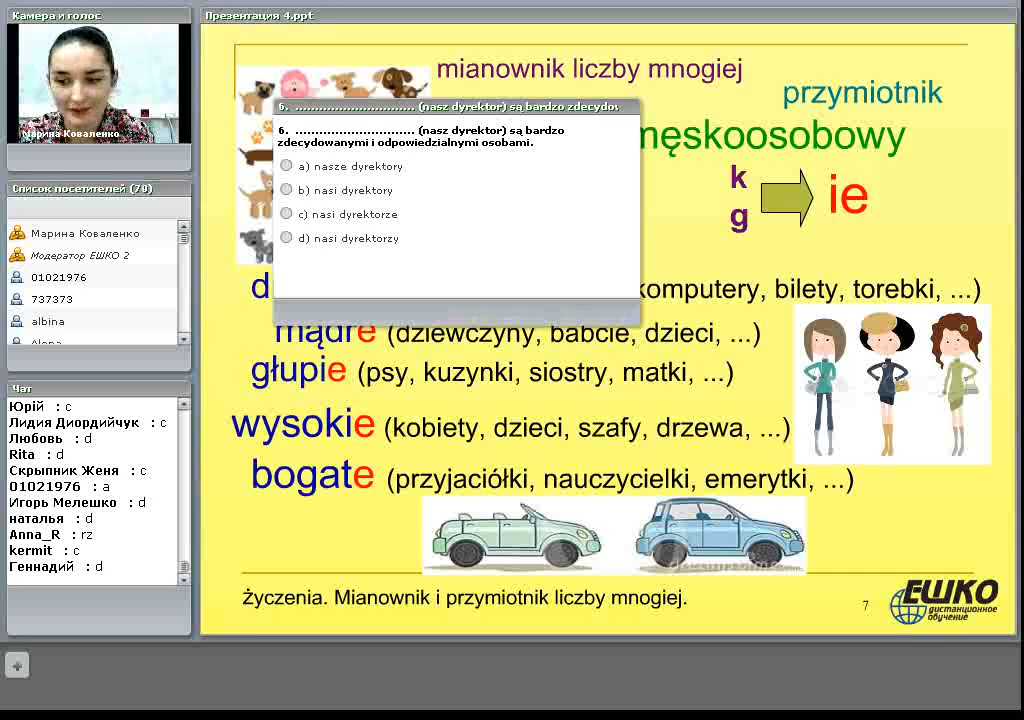 Камера и голос
Марина Коваленко
Список посетителей (70)
Марина Коваленко
Модератор ЕШКО 2
01021976
737373
albina
Alena
Чат
Юрій : c
Лидия Диордийчук : c
Любовь : d
Rita : d
Скрыпник Женя : c
01021976 : a
Игорь Мелешко : d
наталья : d
Anna_R : rz
kermit : c
Геннадий : d
Презентация 4.ppt
mianownik liczby mnogiej
przymiotnik
męskoosobowy
k
g
ie
6. .............................. (nasz dyrektor) są bardzo zdecydow
6. .............................. (nasz dyrektor) są bardzo
zdecydowanymi i odpowiedzialnymi osobami.
a) nasze dyrektory
b) nasi dyrektory
c) nasi dyrektorze
d) nasi dyrektorzy
d komputery, bilety, torebki, ...)
mądre (dziewczyny, babcie, dzieci, ...)
głupie (psy, kuzynki, siostry, matki, ...)
wysokie (kobiety, dzieci, szafy, drzewa, ...)
bogate (przyjaciółki, nauczycielki, emerytki, ...)
Życzenia. Mianownik i przymiotnik liczby mnogiej.
7
ЕШКО
дистанционное
обучение